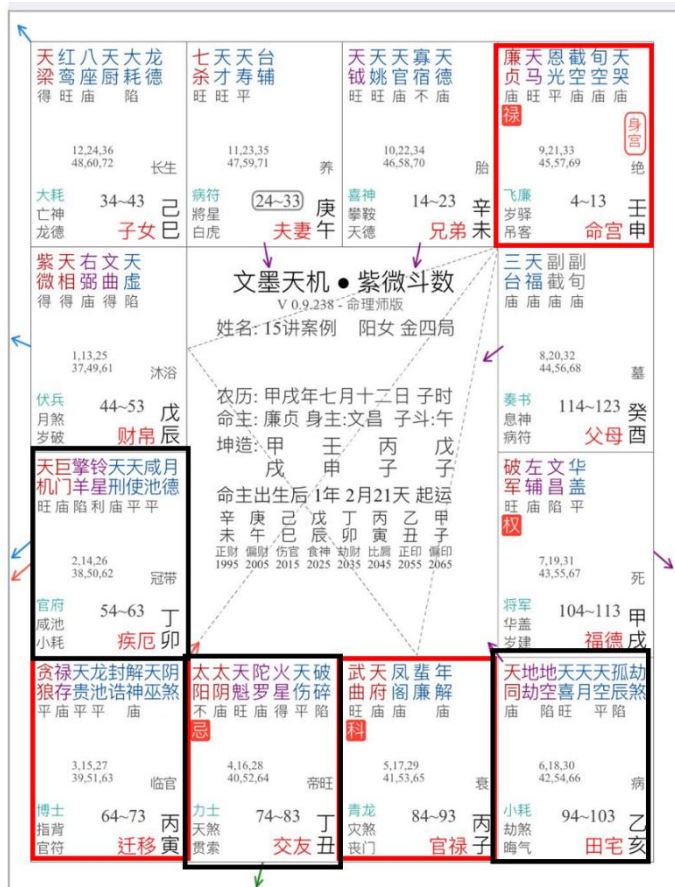 天梁 红鸾 八座 天厨 大耗 龙德
得 旺 庙 陷
12,24,36
48,60,72
长生
大耗
亡神
龙德
34~43
子女
己巳
七杀 天才 天寿 台辅
旺 旺 平
11,23,35
47,59,71
养
病符
将星
白虎
24~33
夫妻
庚午
天钺 天姚 天官 寡宿 天德
旺 旺 庙 不 庙
10,22,34
46,58,70
胎
喜神
攀鞍
天德
14~23
兄弟
辛未
廉贞 天马 恩光 截空 旬空 天哭
庙 旺 平 庙 庙 庙
禄
身宫
9,21,33
45,57,69
绝
飞廉
岁驿
吊客
4~13
命宫
壬申
紫微 天相 右弼 文曲 天虚
得 得 庙 得 陷
1,13,25
37,49,61
沐浴
伏兵
月煞
岁破
44~53
财帛
戊辰
文墨天机 ● 紫微斗数
V 0.9.238 - 命理师版
姓名: 15讲案例 阳女 金四局
农历: 甲戌年七月十二日 子时
命主: 廉贞 身主:文昌 子斗:午
坤造: 甲 壬 丙 戊
戌 申 子 子
命主出生后 1年 2月21天 起运
辛 庚 己 戊 丁 丙 乙 甲
未 午 巳 辰 卯 寅 丑 子
正财 偏财 伤官 食神 劫财 比肩 正印 偏印
1995 2005 2015 2025 2035 2045 2055 2065
三台 天福 副截 副旬
庙 庙 庙 庙
8,20,32
44,56,68
墓
奏书
息神
病符
114~123
父母
癸酉
天机 巨门 擎羊 铃星 天刑 天使 咸池 月德
旺 庙 陷 利 庙 平 平
2,14,26
38,50,62
冠带
官府
咸池
小耗
54~63
疾厄
丁卯
破军 左辅 文昌 华盖
旺 庙 陷 平
权
7,19,31
43,55,67
死
将军
华盖
岁建
104~113
福德
甲戌
贪狼 禄存 天贵 龙池 封诰 解神 天巫 阴煞
平 庙 平 平 庙
3,15,27
39,51,63
临官
博士
指背
官符
64~73
迁移
丙寅
太阳 太阴 天魁 陀罗 火星 天伤 破碎
不 庙 旺 庙 得 平 陷
忌
4,16,28
40,52,64
帝旺
力士
天煞
贯索
74~83
交友
丁丑
武曲 天府 凤阁 蜚廉 年解
旺 庙 庙 庙
科
5,17,29
41,53,65
衰
青龙
灾煞
丧门
84~93
官禄
丙子
天同 地劫 地空 天喜 天月 天空 孤辰 劫煞
庙 陷 旺 平 陷
6,18,30
42,54,66
病
小耗
劫煞
晦气
94~103
田宅
乙亥